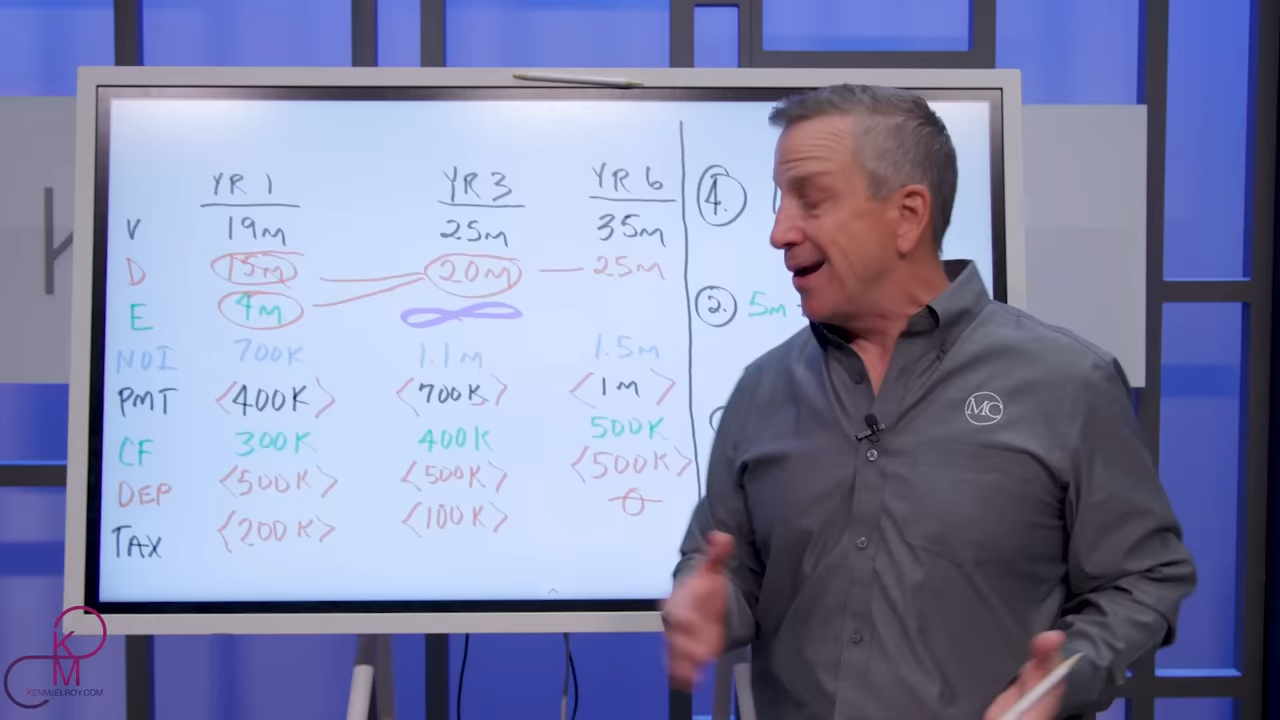 YR 1 YR 3 YR 6
V 19M 25M 35M
D 15M 20M 25M
E 4M ∞
NOI 700K 1.1M 1.5M
PMT <400K> <700K> <1M>
CF 300K 400K 500K
DEP <500K> <500K> <500K>
TAX <200K> <100K> 0
4.
2. 5M
MC
KM
KENMCELROY.COM